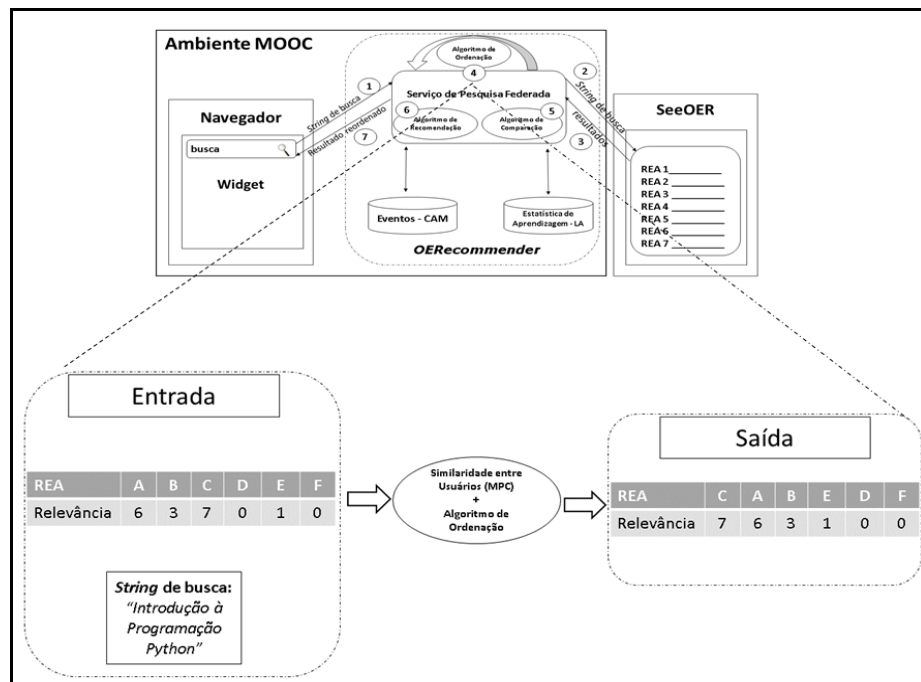 Ambiente MOOC
Algoritmo de
Ordenação
4
1
2
String de busca
Serviço de Pesquisa Federada
String de busca
Navegador
busca
Widget
Resultado reordenado
7
6
Algoritmo de
Recomendação
5
Algoritmo de
Comparação
resultados
3
SeeOER
REA 1
REA 2
REA 3
REA 4
REA 5
REA 6
REA 7
Eventos - CAM
Estatística de
Aprendizagem - LA
OERecommender
Entrada
REA A B C D E F
Relevância 6 3 7 0 1 0
String de busca:
“Introdução à
Programação
Python”
Similaridade entre
Usuários (MPC)
+
Algoritmo de
Ordenação
Saída
REA C A B E D F
Relevância 7 6 3 1 0 0